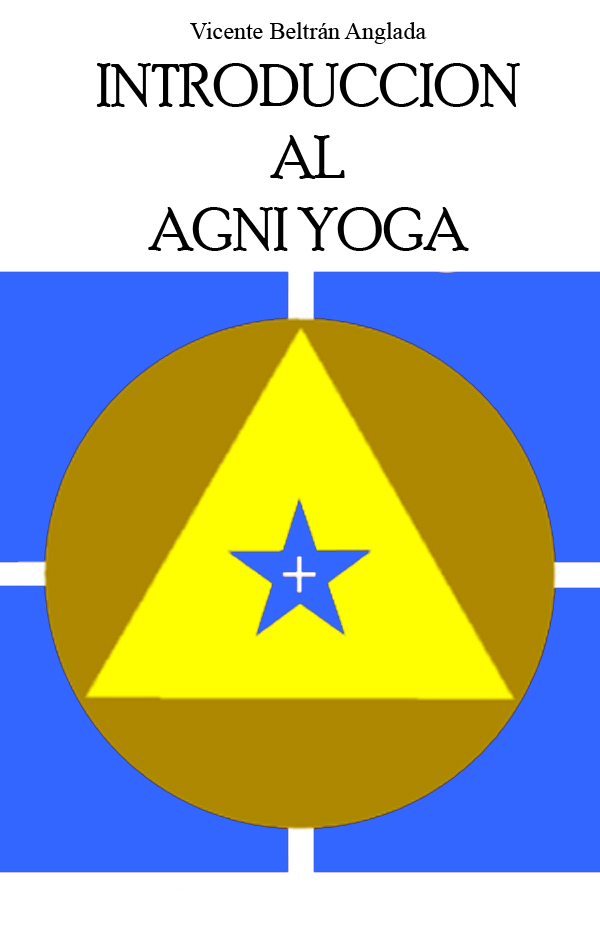 Vicente Beltrán Anglada
INTRODUCCION
AL
AGNI YOGA